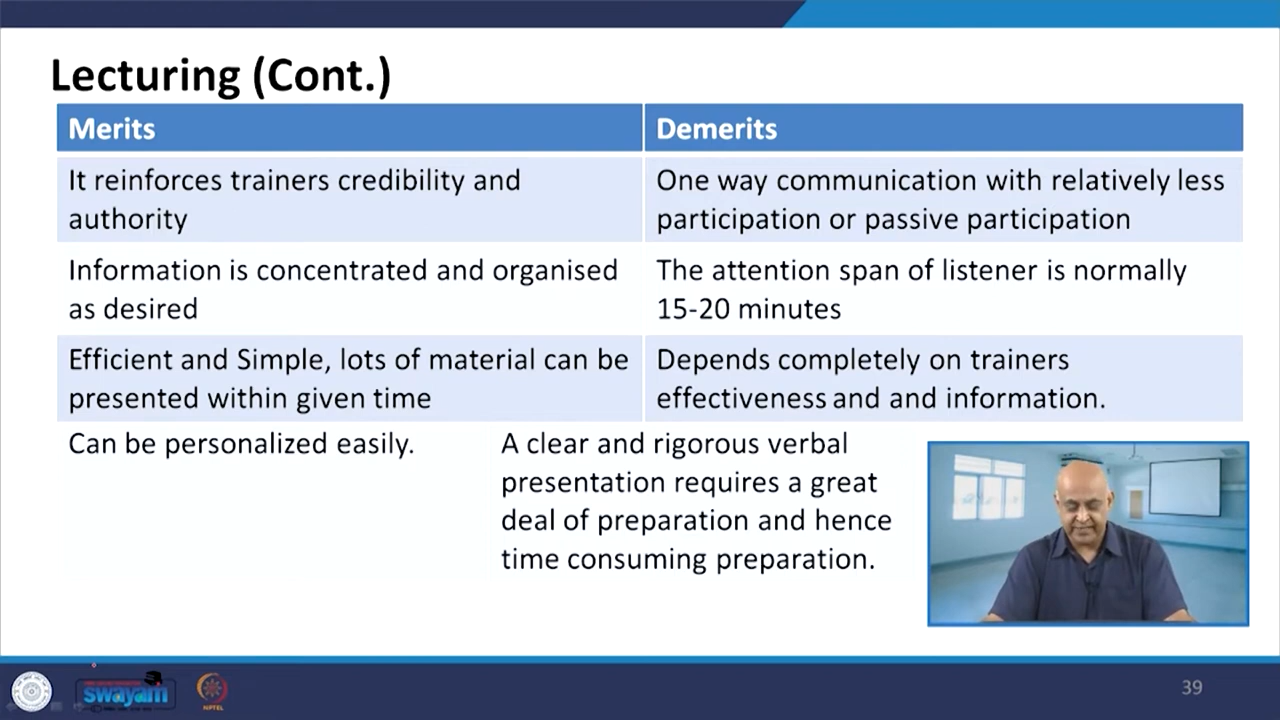 Lecturing (Cont.)
Merits
Demerits
It reinforces trainers credibility and
authority
One way communication with relatively less
participation or passive participation
Information is concentrated and organised
as desired
The attention span of listener is normally
15-20 minutes
Efficient and Simple, lots of material can be
presented within given time
Depends completely on trainers
effectiveness and and information.
Can be personalized easily.
A clear and rigorous verbal
presentation requires a great
deal of preparation and hence
time consuming preparation.
swayam
NPTEL
39